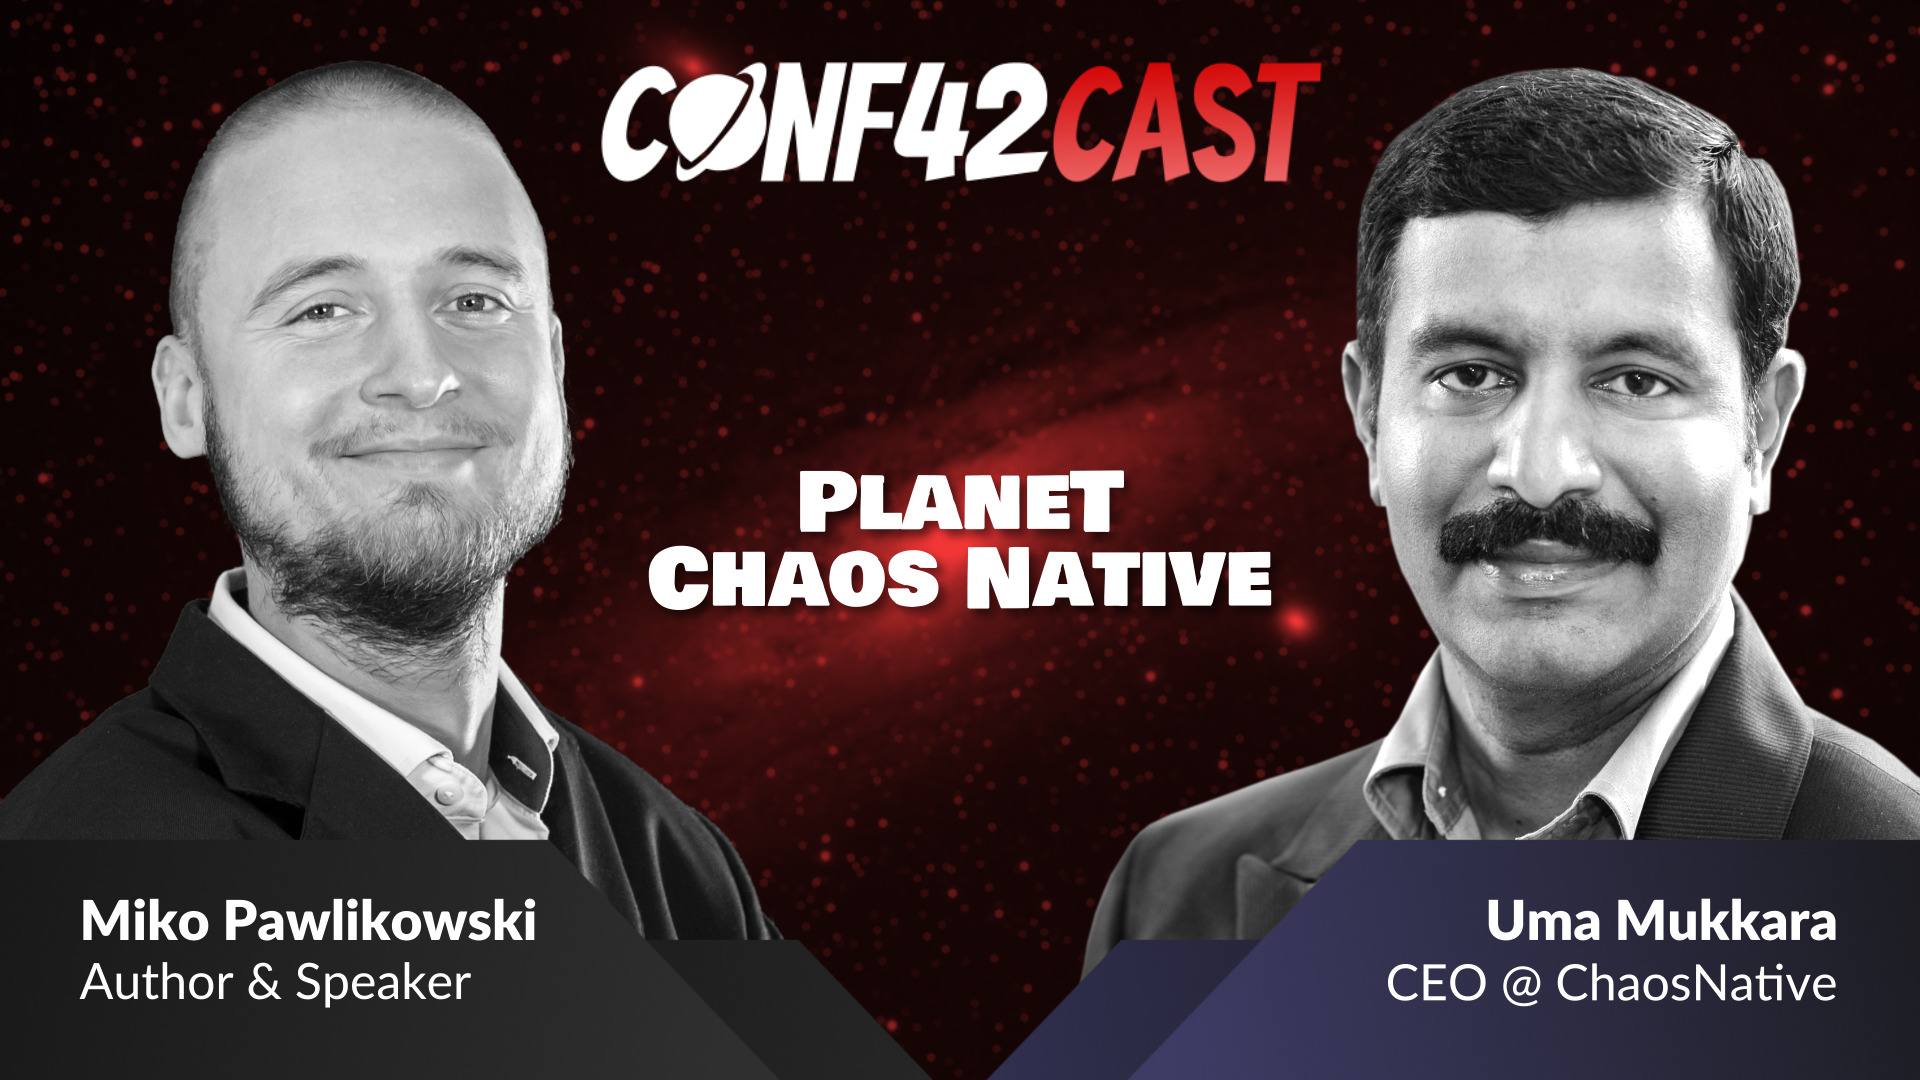 CONF42CAST
PLANET
CHAOS NATIVE
Miko Pawlikowski
Author & Speaker
Uma Mukkara
CEO @ ChaosNative